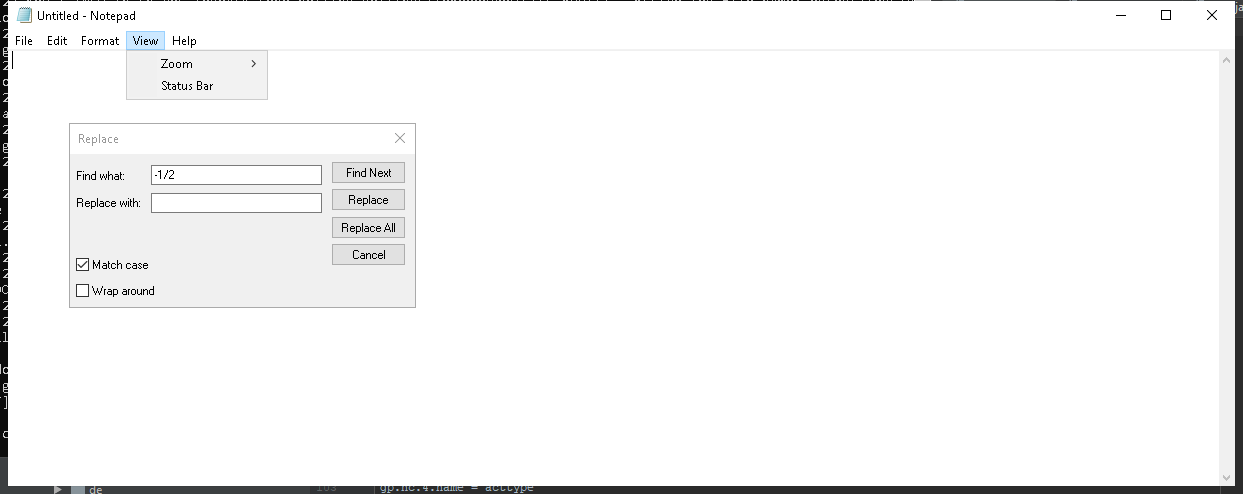 Untitled - Notepad
File Edit Format View Help
Zoom
Status Bar
Replace
Find what: -1/2 Find Next
Replace with: Replace
Replace All
Cancel
Match case
Wrap around
de
gp.nc.4.name = acttype